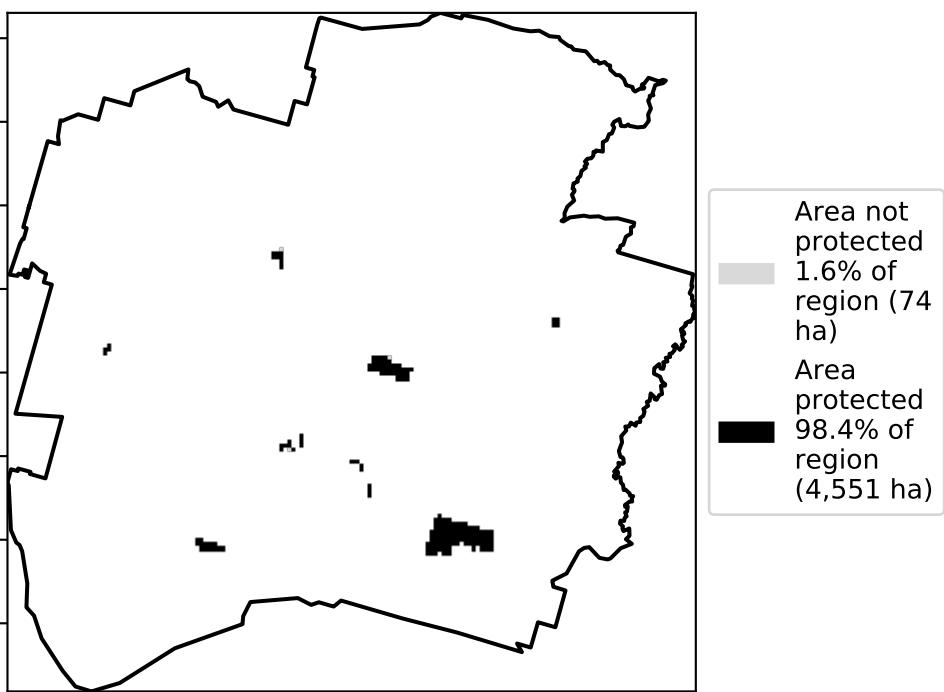 Area not
protected
1.6% of
region (74
ha)
Area
protected
98.4% of
region
(4,551 ha)